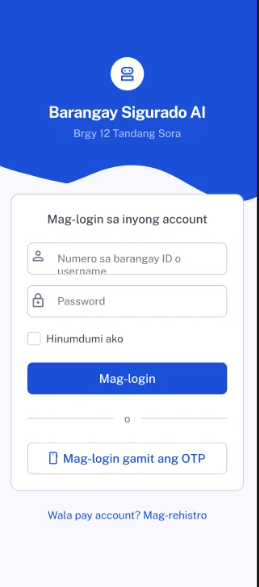 Barangay Sigurado AI
Brgy 12 Tandang Sora
Mag-login sa inyong account
Numero sa barangay ID o
username
Password
Hinumdumi ako
Mag-login
o
Mag-login gamit ang OTP
Wala pay account? Mag-rehistro